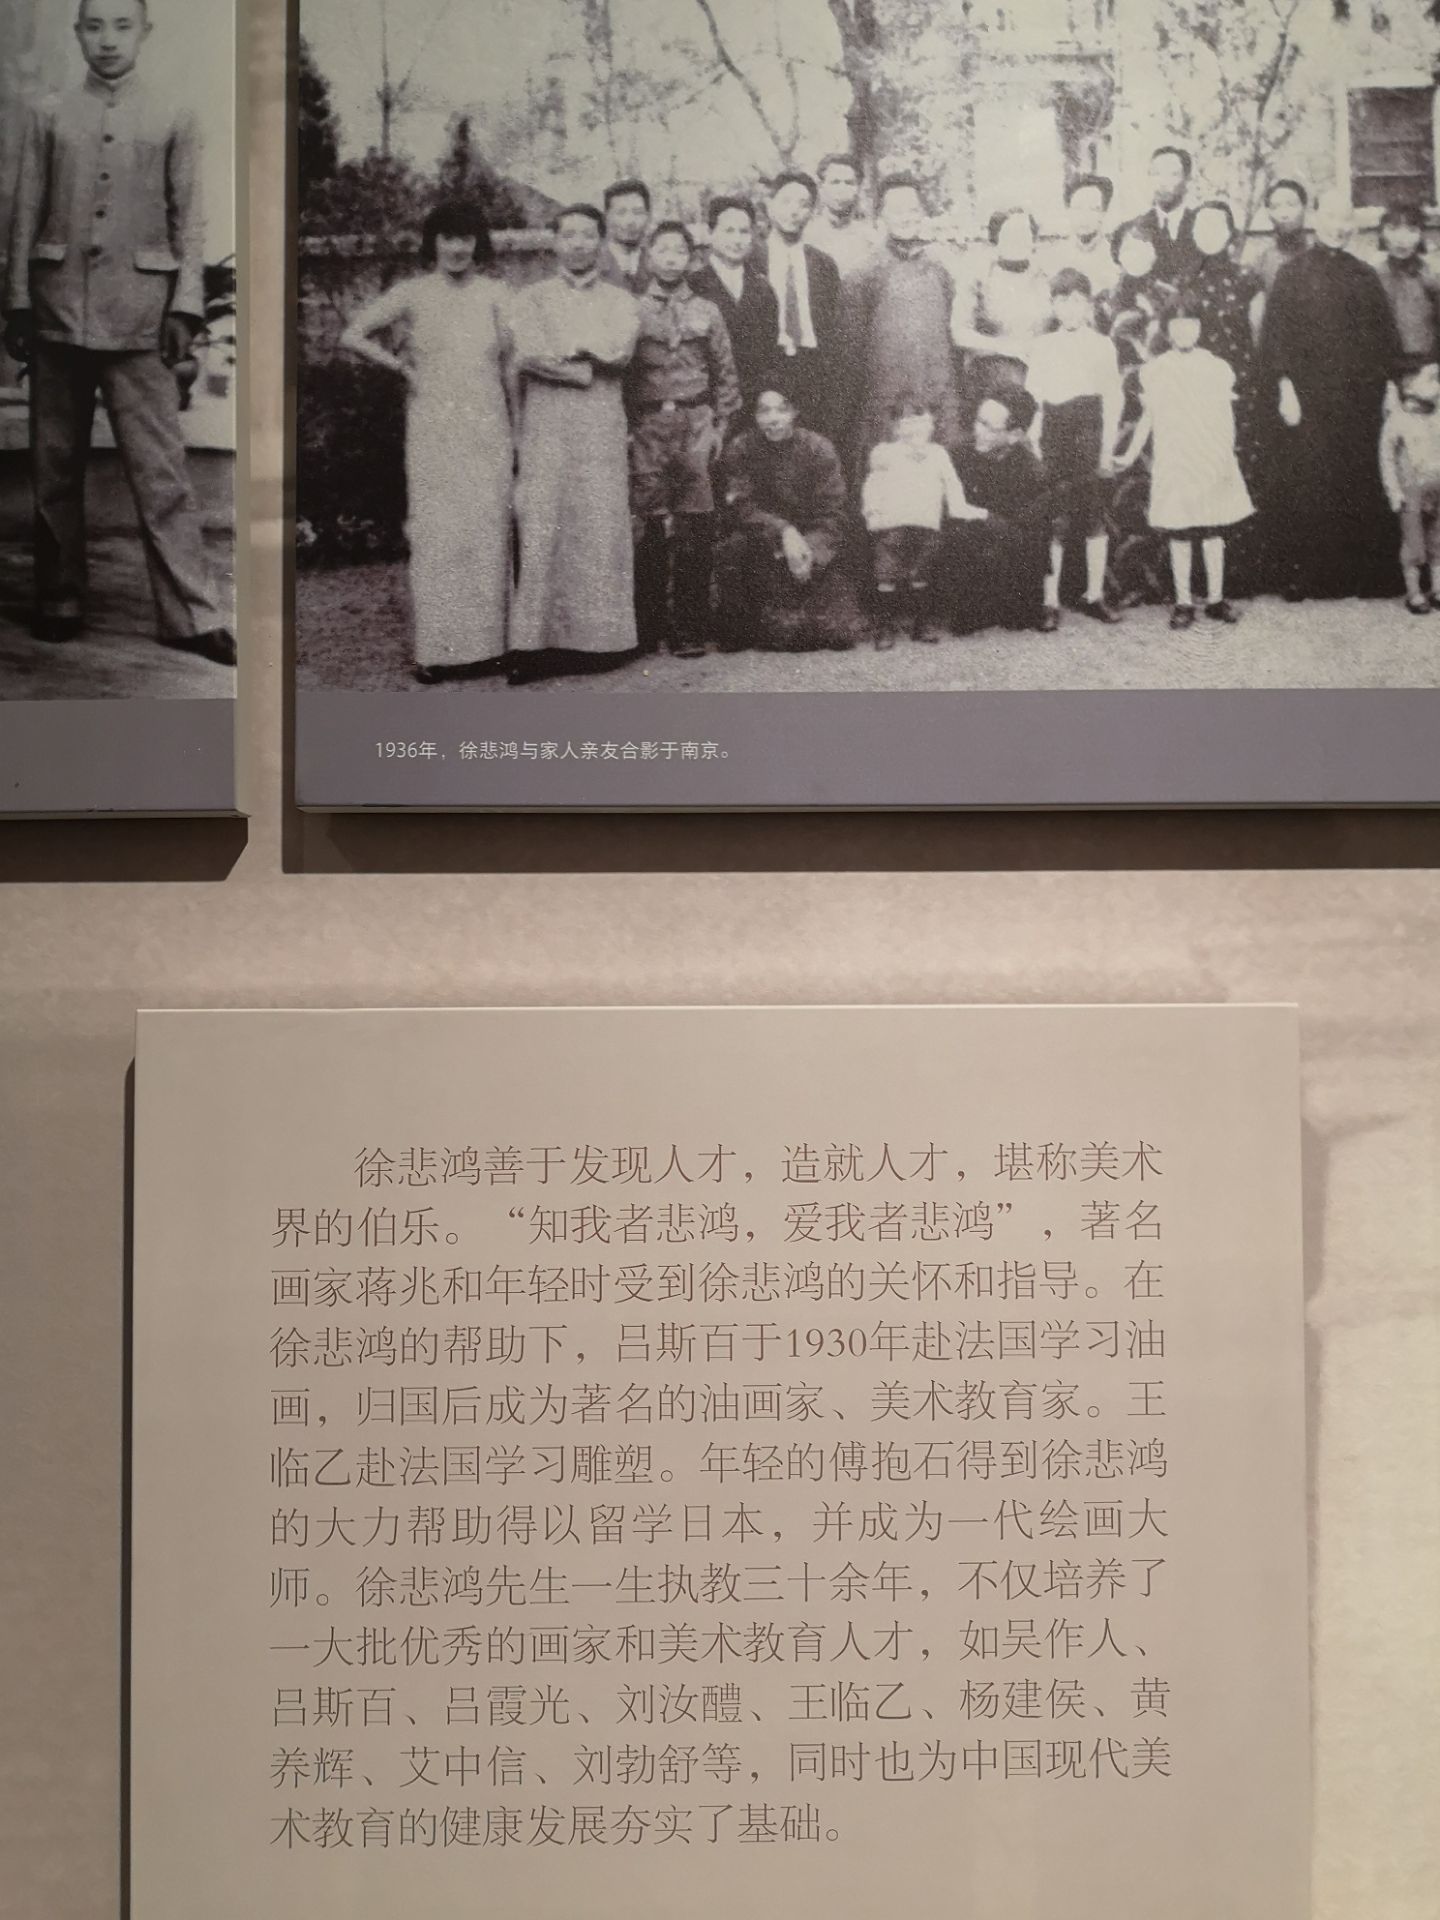 1936年，徐悲鸿与家人亲友合影于南京。
徐悲鸿善于发现人才，造就人才，堪称美术
界的伯乐。“知我者悲鸿，爱我者悲鸿”，著名
画家蒋兆和年轻时受到徐悲鸿的关怀和指导。在
徐悲鸿的帮助下，吕斯百于1930年赴法国学习油
画，归国后成为著名的油画家、美术教育家。王
临乙赴法国学习雕塑。年轻的傅抱石得到徐悲鸿
的大力帮助得以留学日本，并成为一代绘画大
师。徐悲鸿先生一生执教三十余年，不仅培养了
一大批优秀的画家和美术教育人才，如吴作人、
吕斯百、吕霞光、刘汝醴、王临乙、杨建侯、黄
养辉、艾中信、刘勃舒等，同时也为中国现代美
术教育的健康发展夯实了基础。